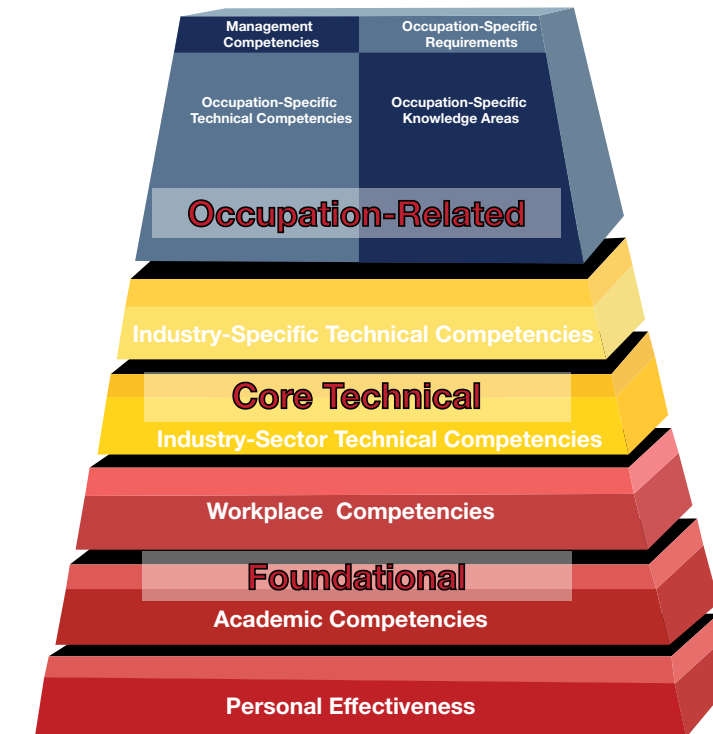 Management
Competencies
Occupation-Specific
Requirements
Occupation-Specific
Technical Competencies
Occupation-Specific
Knowledge Areas
Occupation-Related
Industry-Specific Technical Competencies
Core Technical
Industry-Sector Technical Competencies
Workplace Competencies
Foundational
Academic Competencies
Personal Effectiveness